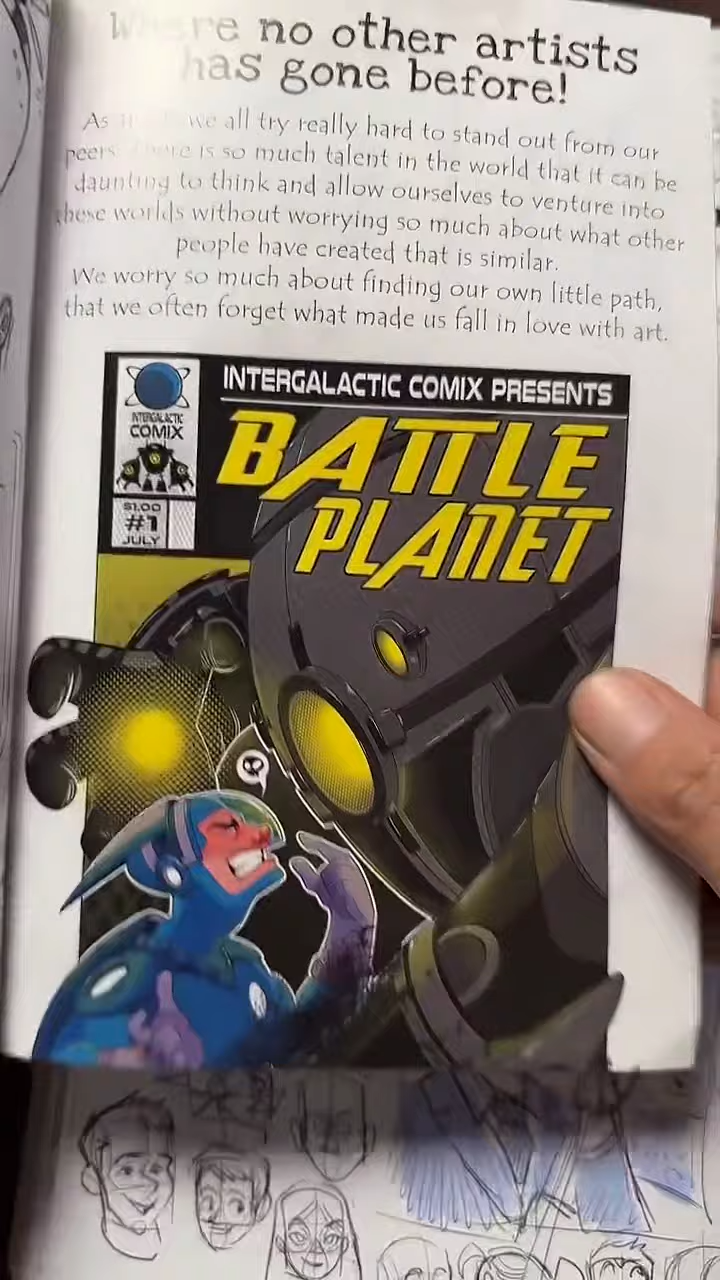 Where no other artists
has gone before!
As we all try really hard to stand out from our
peers. There is so much talent in the world that it can be
daunting to think and allow ourselves to venture into
these worlds without worrying so much about what other
people have created that is similar.
We worry so much about finding our own little path,
that we often forget what made us fall in love with art.
INTERGALACTIC COMIX PRESENTS
INTERGALACTIC
COMIX
$1.00
#1
JULY
BATTLE
PLANET